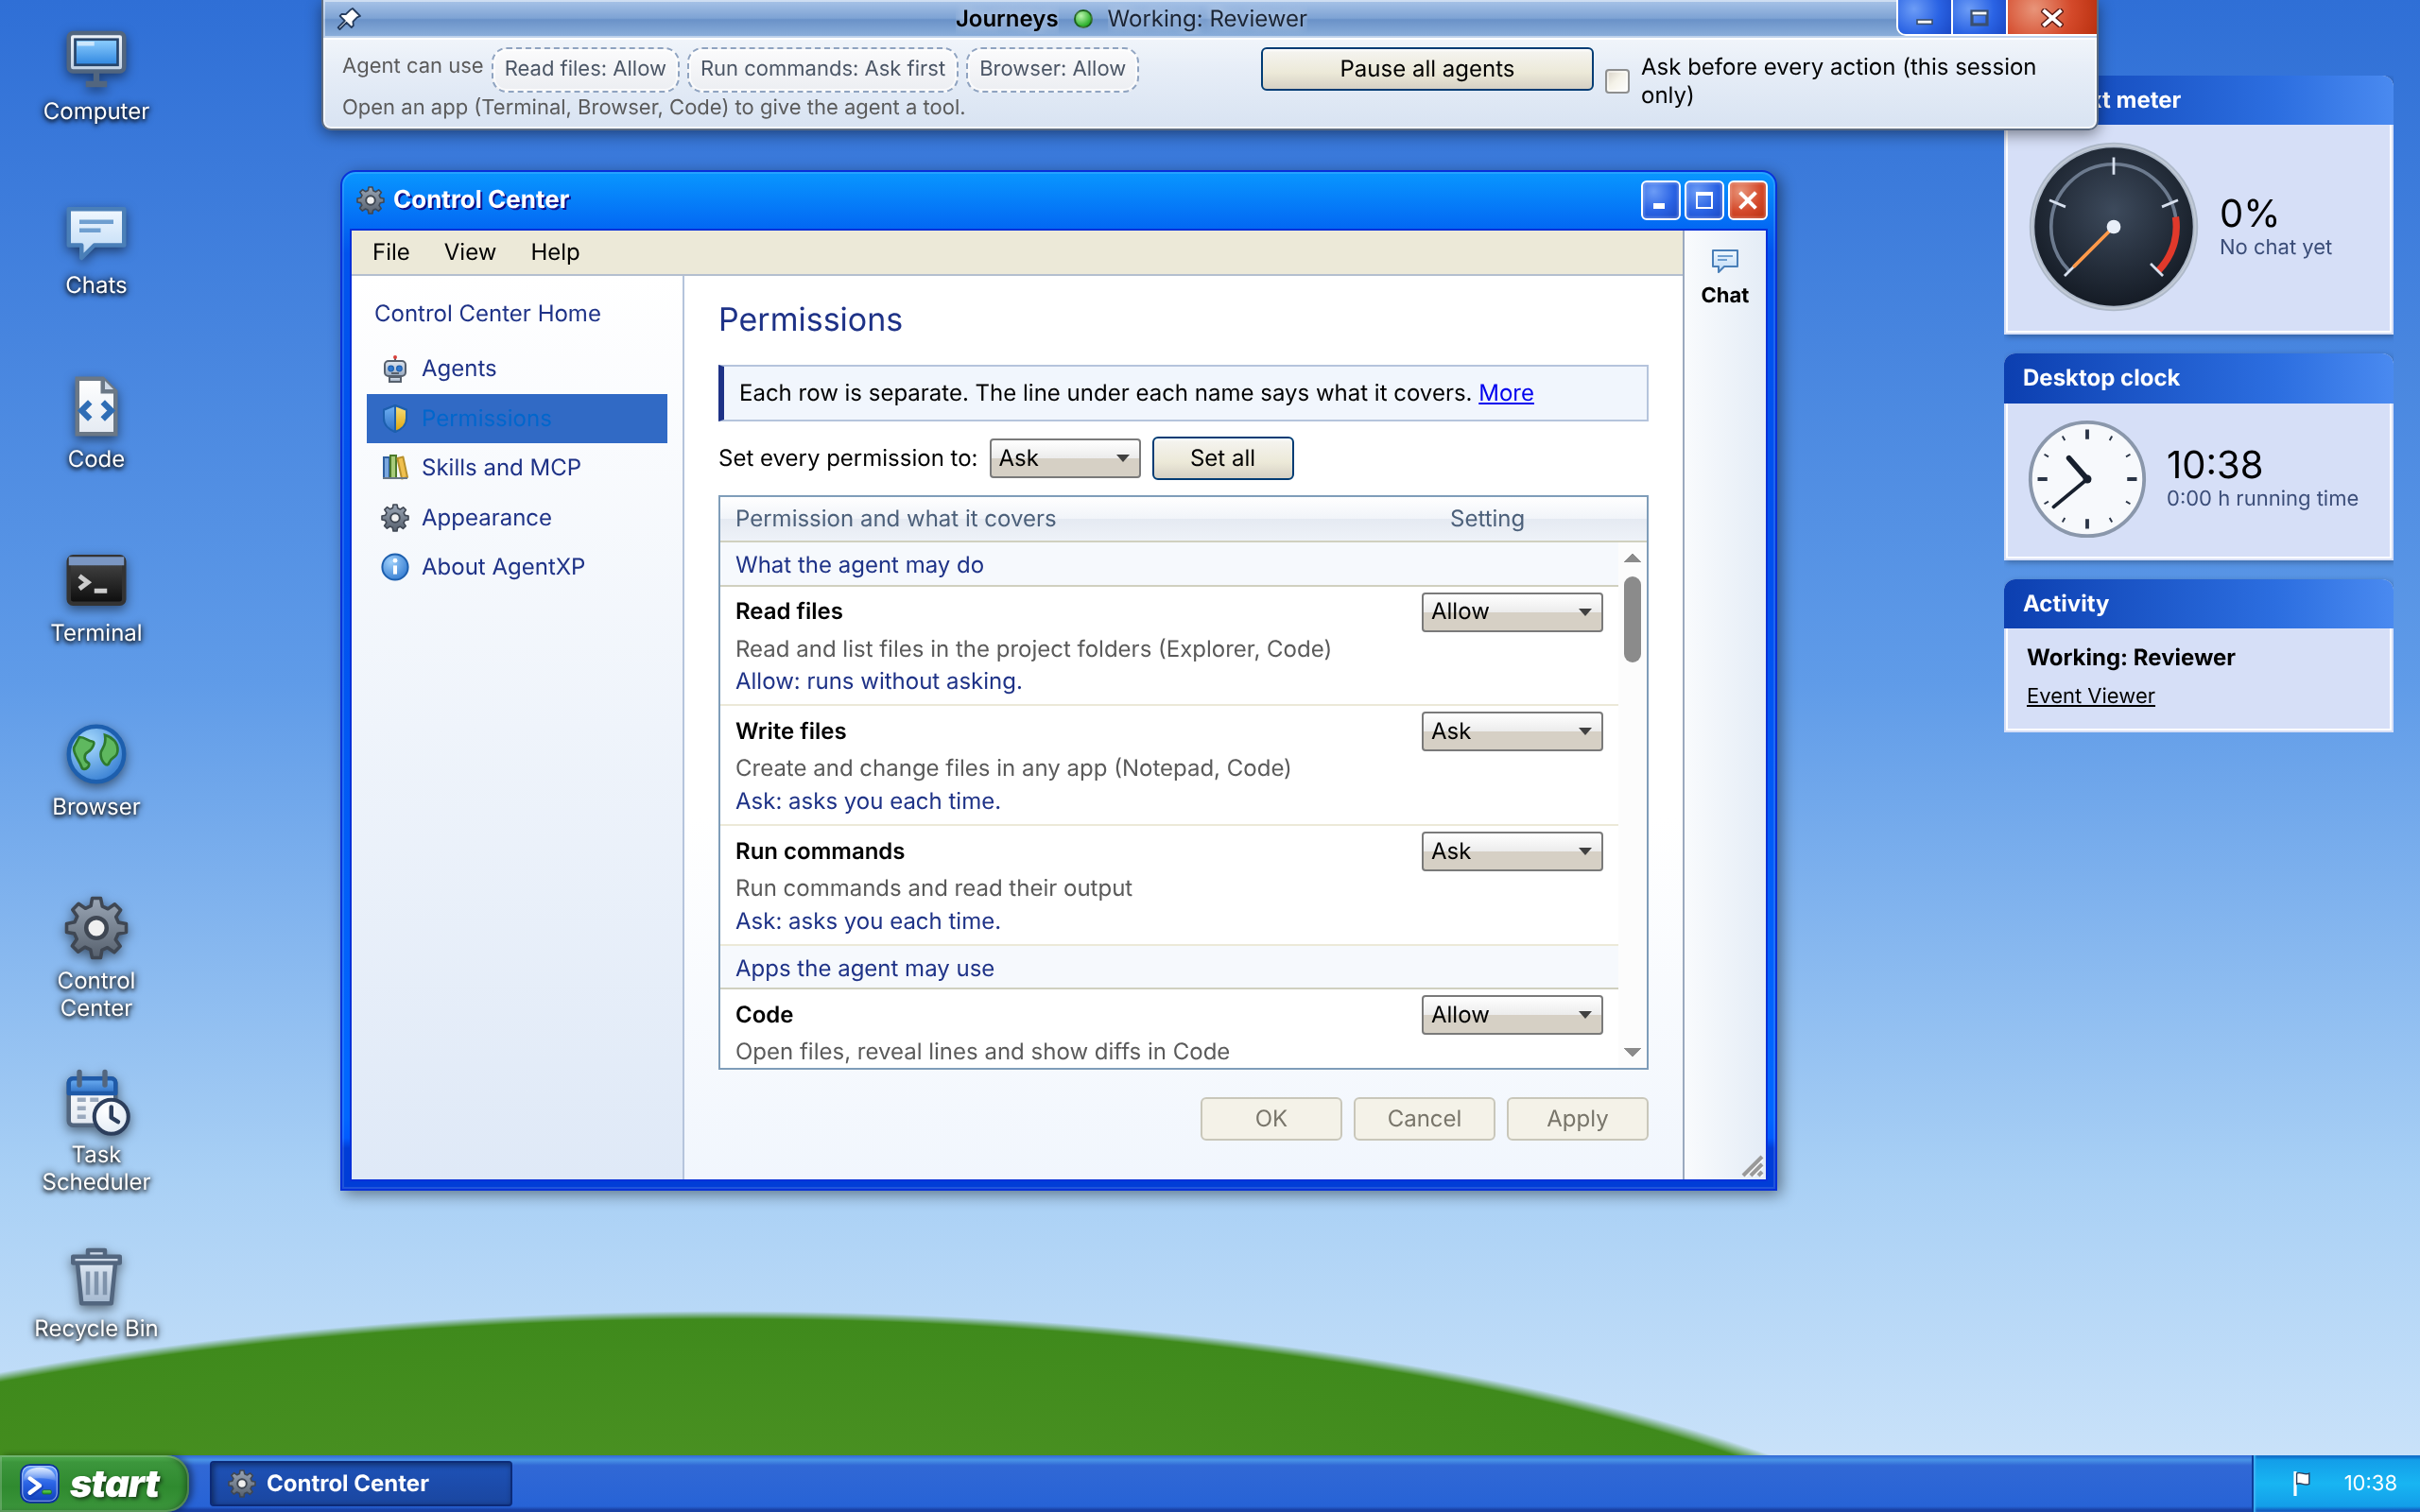 Journeys
Working: Reviewer
Agent can use
Read files: Allow
Run commands: Ask first
Browser: Allow
Open an app (Terminal, Browser, Code) to give the agent a tool.
Pause all agents
Ask before every action (this session
only)
Computer
Chats
Code
Terminal
Browser
Control
Center
Task
Scheduler
Recycle Bin
Control Center
File
View
Help
Control Center Home
Agents
Permissions
Skills and MCP
Appearance
About AgentXP
Permissions
Each row is separate. The line under each name says what it covers. More
Set every permission to:
Ask
Set all
Permission and what it covers
Setting
What the agent may do
Read files
Allow
Read and list files in the project folders (Explorer, Code)
Allow: runs without asking.
Write files
Ask
Create and change files in any app (Notepad, Code)
Ask: asks you each time.
Run commands
Ask
Run commands and read their output
Ask: asks you each time.
Apps the agent may use
Code
Allow
Open files, reveal lines and show diffs in Code
OK
Cancel
Apply
Chat
meter
0%
No chat yet
Desktop clock
10:38
0:00 h running time
Activity
Working: Reviewer
Event Viewer
start
Control Center
10:38